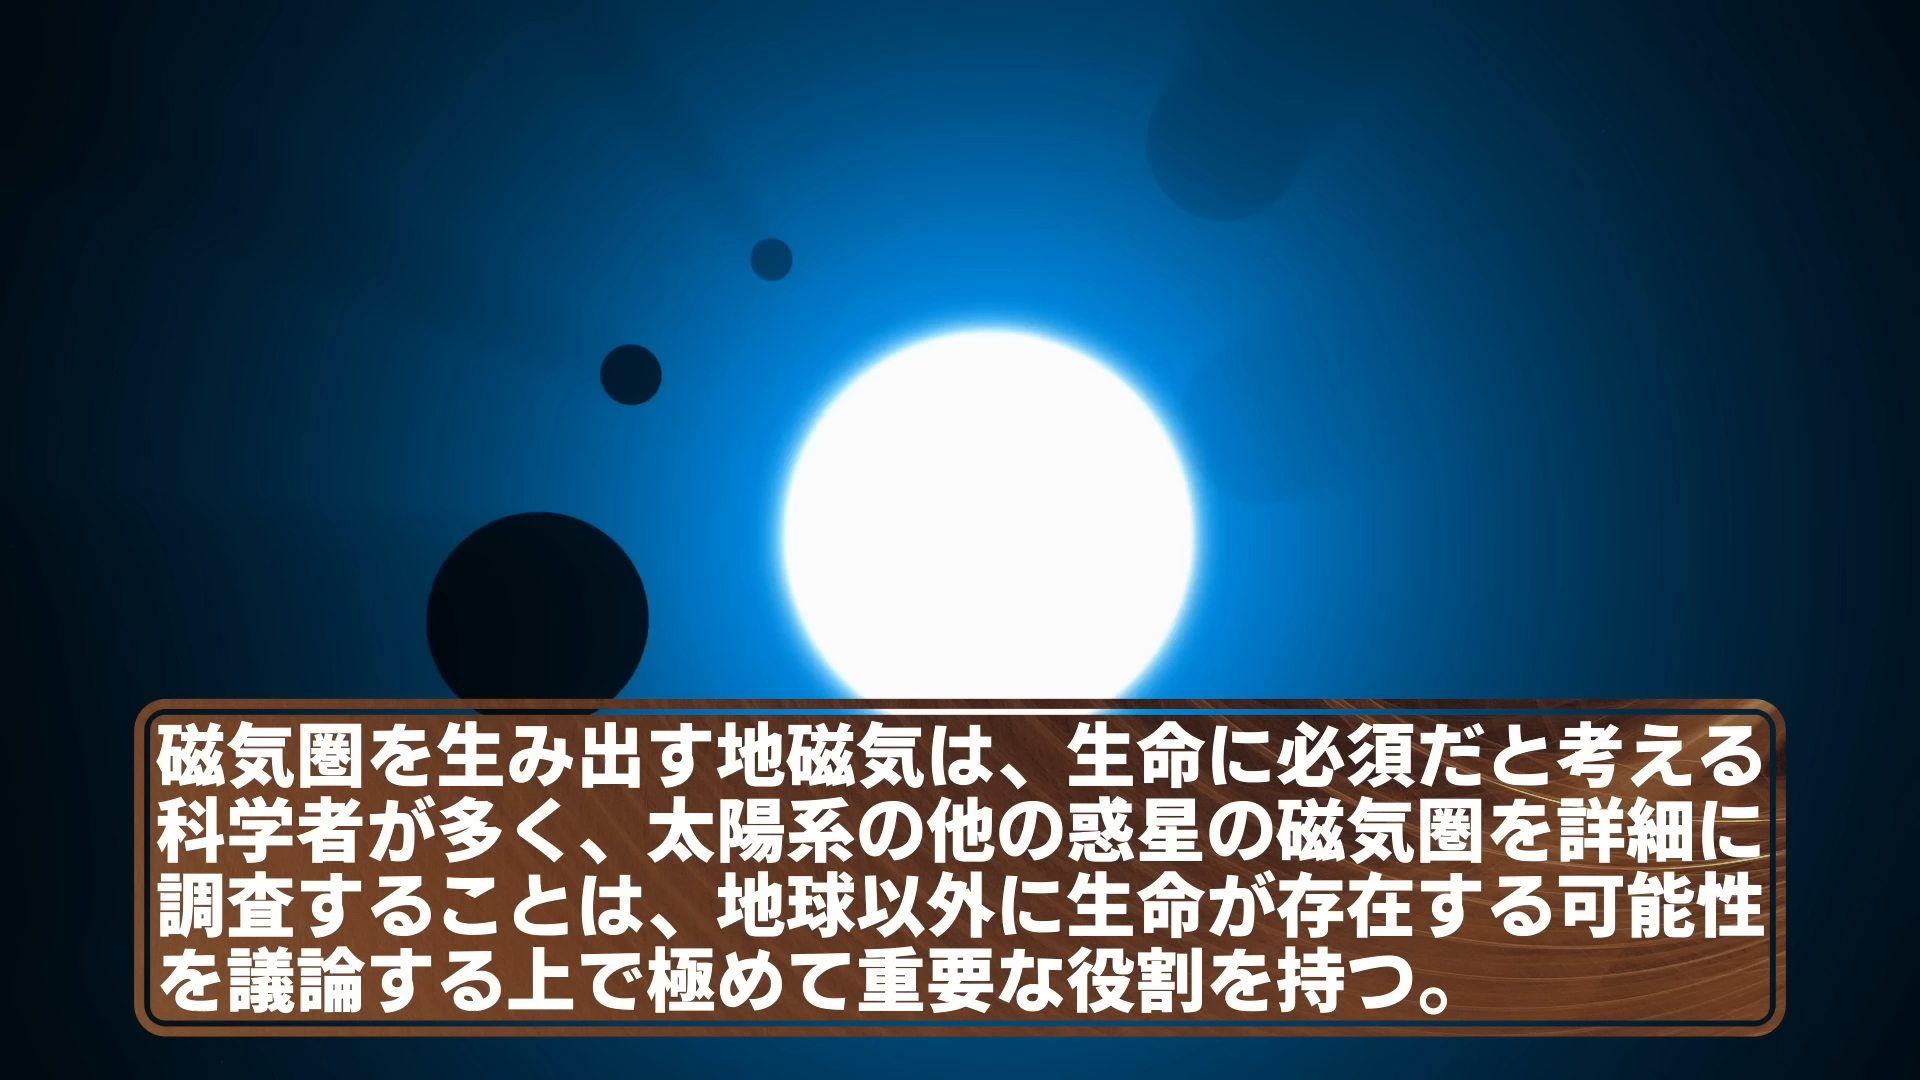 磁気圏を生み出す地磁気は、生命に必須だと考える
科学者が多く、太陽系の他の惑星の磁気圏を詳細に
調査することは、地球以外に生命が存在する可能性
を議論する上で極めて重要な役割を持つ。